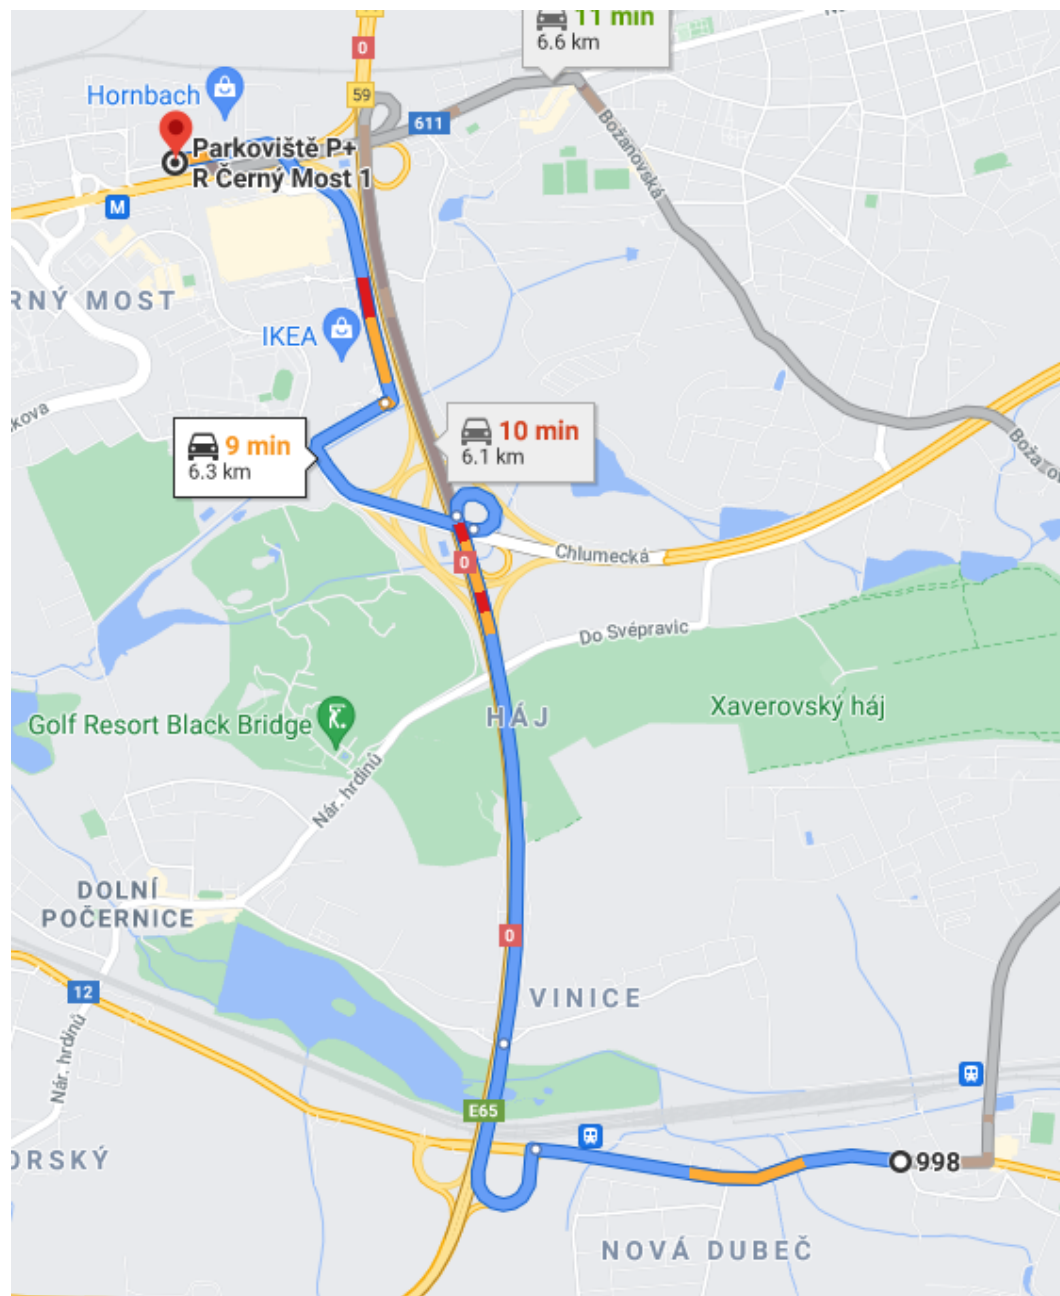 11 min
6.6 km
0
59
Hornbach
611
Parkoviště P+
R Černý Most 1
M
Božanovská
RNÝ MOST
IKEA
kova
9 min
6.3 km
10 min
6.1 km
Chlumecká
0
Do Svépravic
Golf Resort Black Bridge
HÁJ
Xaverovský háj
Nár. hrdinů
DOLNÍ
POČERNICE
0
12
VINICE
Nár. hrdinů
E65
998
ORSKÝ
NOVÁ DUBEČ